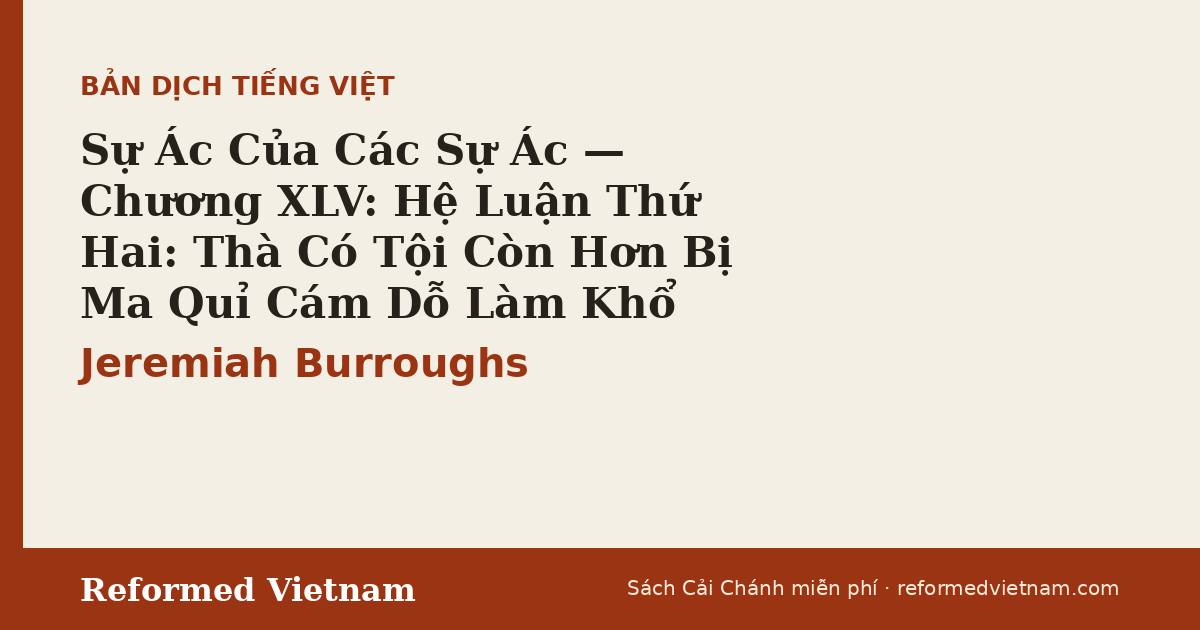 BẢN DỊCH TIẾNG VIỆT
Sự Ác Của Các Sự Ác —
Chương XLV: Hệ Luận Thứ
Hai: Thà Có Tội Còn Hơn Bị
Ma Quỉ Cám Dỗ Làm Khổ
Jeremiah Burroughs
Reformed Vietnam
Sách Cải Chánh miễn phí · reformedvietnam.com